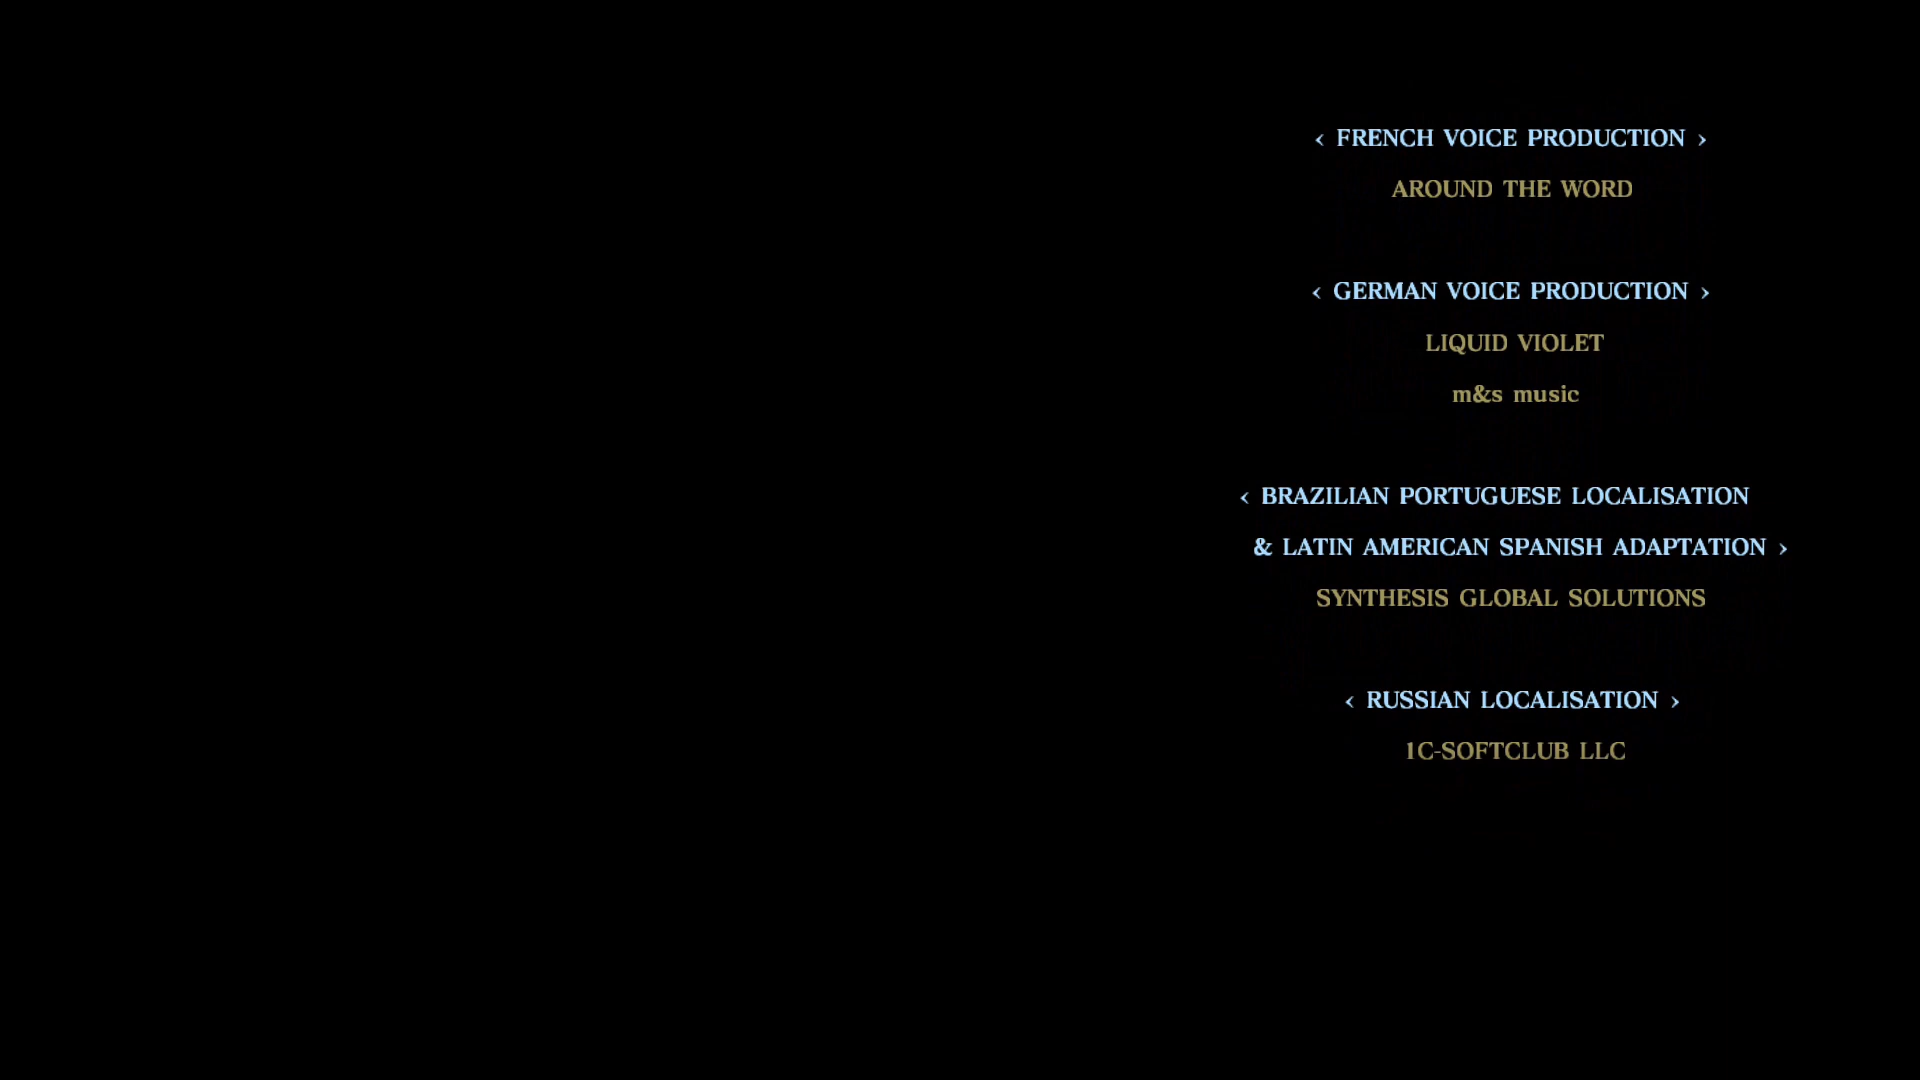 ‹ FRENCH VOICE PRODUCTION ›
AROUND THE WORD
‹ GERMAN VOICE PRODUCTION ›
LIQUID VIOLET
m&s music
‹ BRAZILIAN PORTUGUESE LOCALISATION
& LATIN AMERICAN SPANISH ADAPTATION ›
SYNTHESIS GLOBAL SOLUTIONS
‹ RUSSIAN LOCALISATION ›
1C-SOFTCLUB LLC